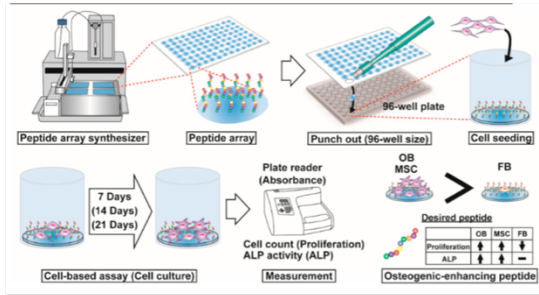 96-well plate
Peptide array synthesizer
Peptide array
Punch out (96-well size)
Cell seeding
7 Days
(14 Days)
(21 Days)
Plate reader
(Absorbance)
Cell count (Proliferation)
ALP activity (ALP)
OB
MSC
>
FB
Desired peptide
OB MSC FB
Proliferation ↑ ↑ ↓
ALP ↑ ↑ −
Cell-based assay (Cell culture)
Measurement
Osteogenic-enhancing peptide